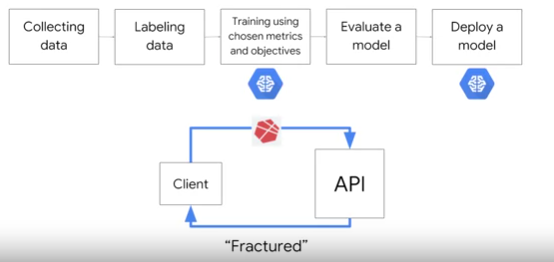 Collecting
data
Labeling
data
Training using
chosen metrics
and objectives
Evaluate a
model
Deploy a
model
Client
API
“Fractured”